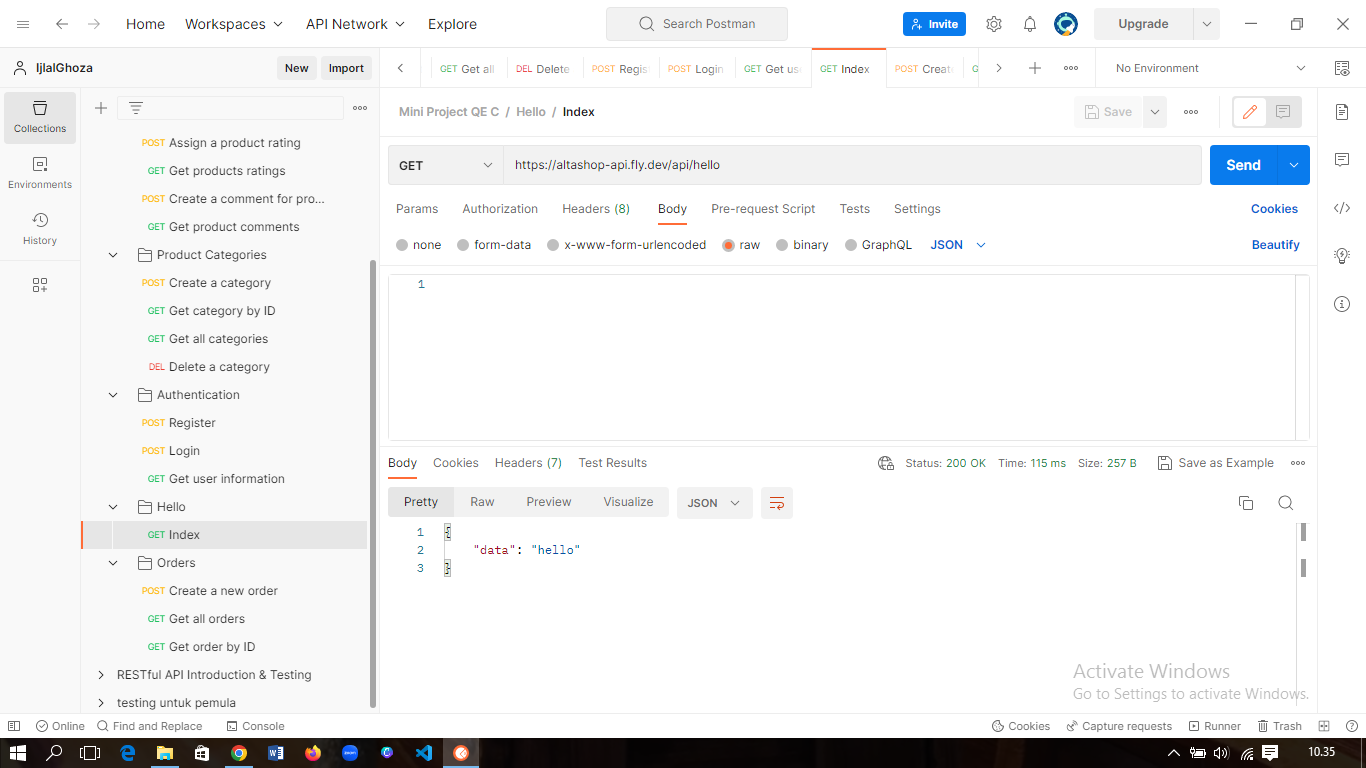 Home Workspaces API Network Explore Search Postman Invite Upgrade
IjlalGhoza New Import GET Get all DEL Delete POST Regis POST Login GET Get us GET Index POST Creat No Environment
Mini Project QE C / Hello / Index Save
Collections
Environments
History
POST Assign a product rating
GET Get products ratings
POST Create a comment for pro...
GET Get product comments
Product Categories
POST Create a category
GET Get category by ID
GET Get all categories
DEL Delete a category
Authentication
POST Register
POST Login
GET Get user information
Hello
GET Index
Orders
POST Create a new order
GET Get all orders
GET Get order by ID
RESTful API Introduction & Testing
testing untuk pemula
GET https://altashop-api.fly.dev/api/hello Send
Params Authorization Headers (8) Body Pre-request Script Tests Settings Cookies
none form-data x-www-form-urlencoded raw binary GraphQL JSON Beautify
1
Body Cookies Headers (7) Test Results Status: 200 OK Time: 115 ms Size: 257 B Save as Example
Pretty Raw Preview Visualize JSON
1 {
2 "data": "hello"
3 }
Activate Windows
Go to Settings to activate Windows.
Online Find and Replace Console Cookies Capture requests Runner Trash
10.35